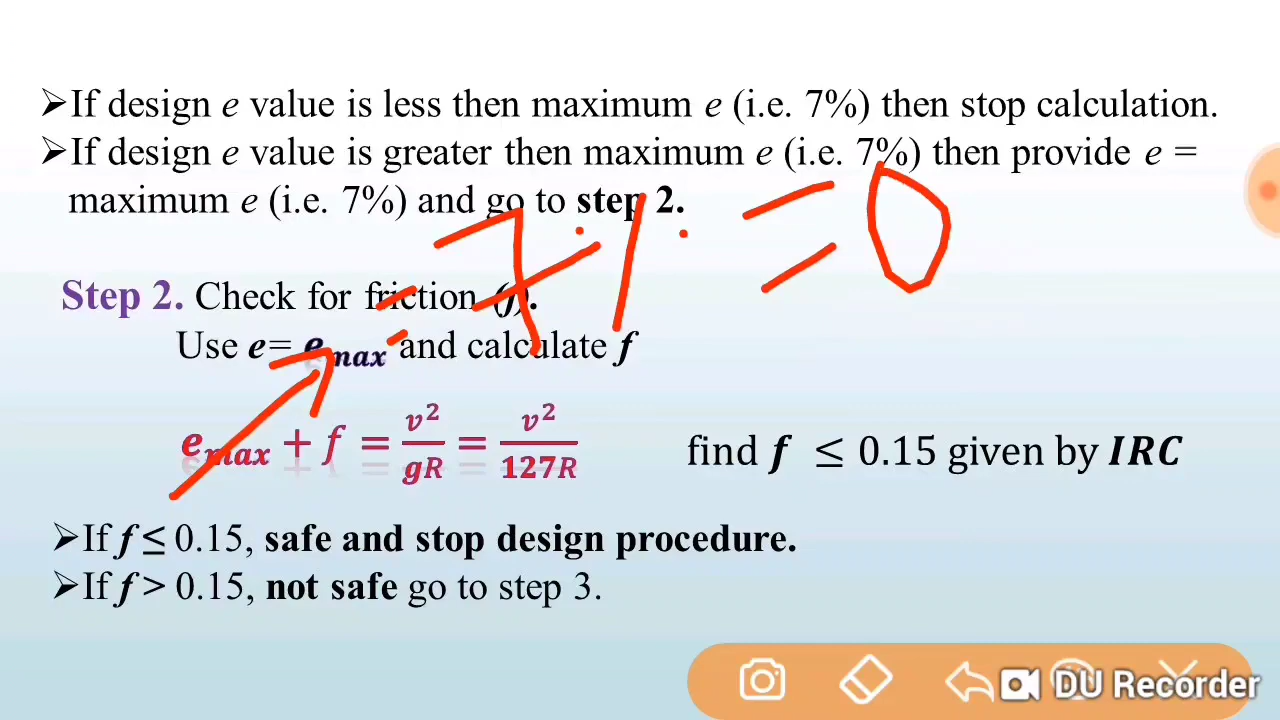 ➢If design e value is less then maximum e (i.e. 7%) then stop calculation.
➢If design e value is greater then maximum e (i.e. 7%) then provide e =
maximum e (i.e. 7%) and go to step 2.
= 7% = 0
Step 2. Check for friction (f).
Use e= eₘₐₓ and calculate f
eₘₐₓ + f = v²/gR = v²/127R find f ≤ 0.15 given by IRC
➢If f ≤ 0.15, safe and stop design procedure.
➢If f > 0.15, not safe go to step 3.
DU Recorder